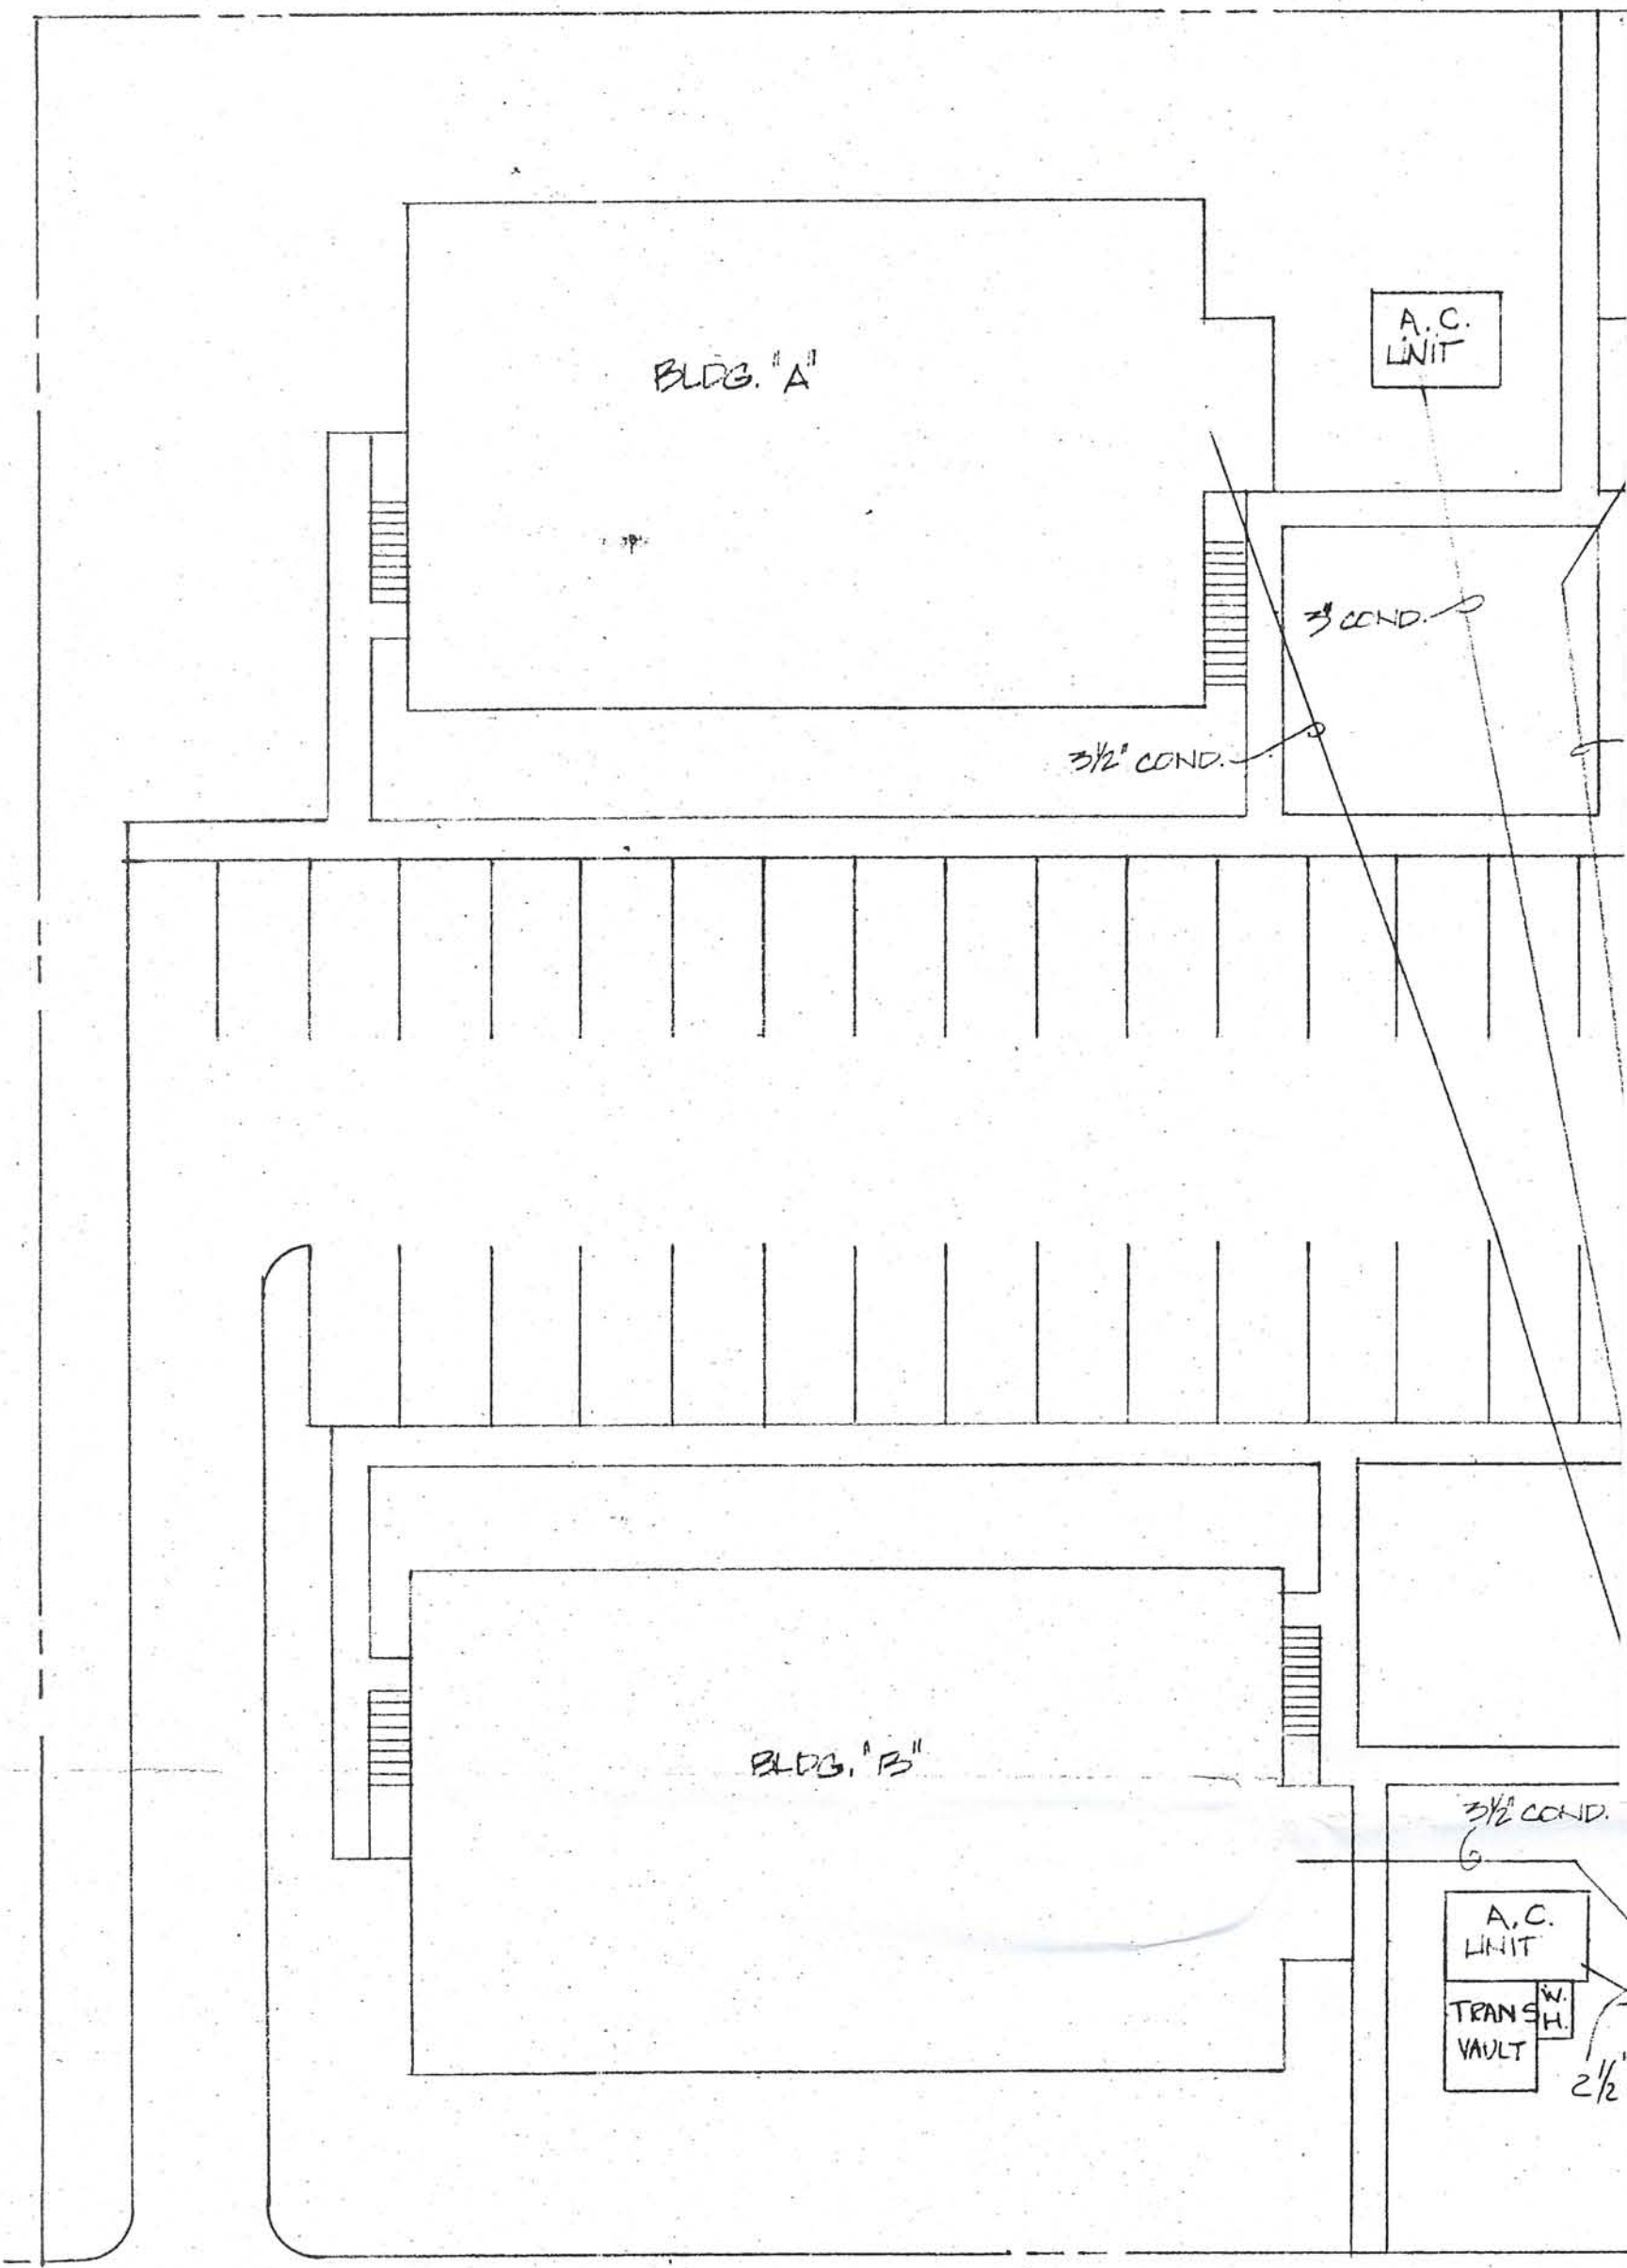 BLDG. "A"
A. C.
UNIT
3" COND.
3½" COND.
BLDG. "B"
3½" COND.
A. C.
UNIT
TRANS
VAULT
W.
H.
2½"